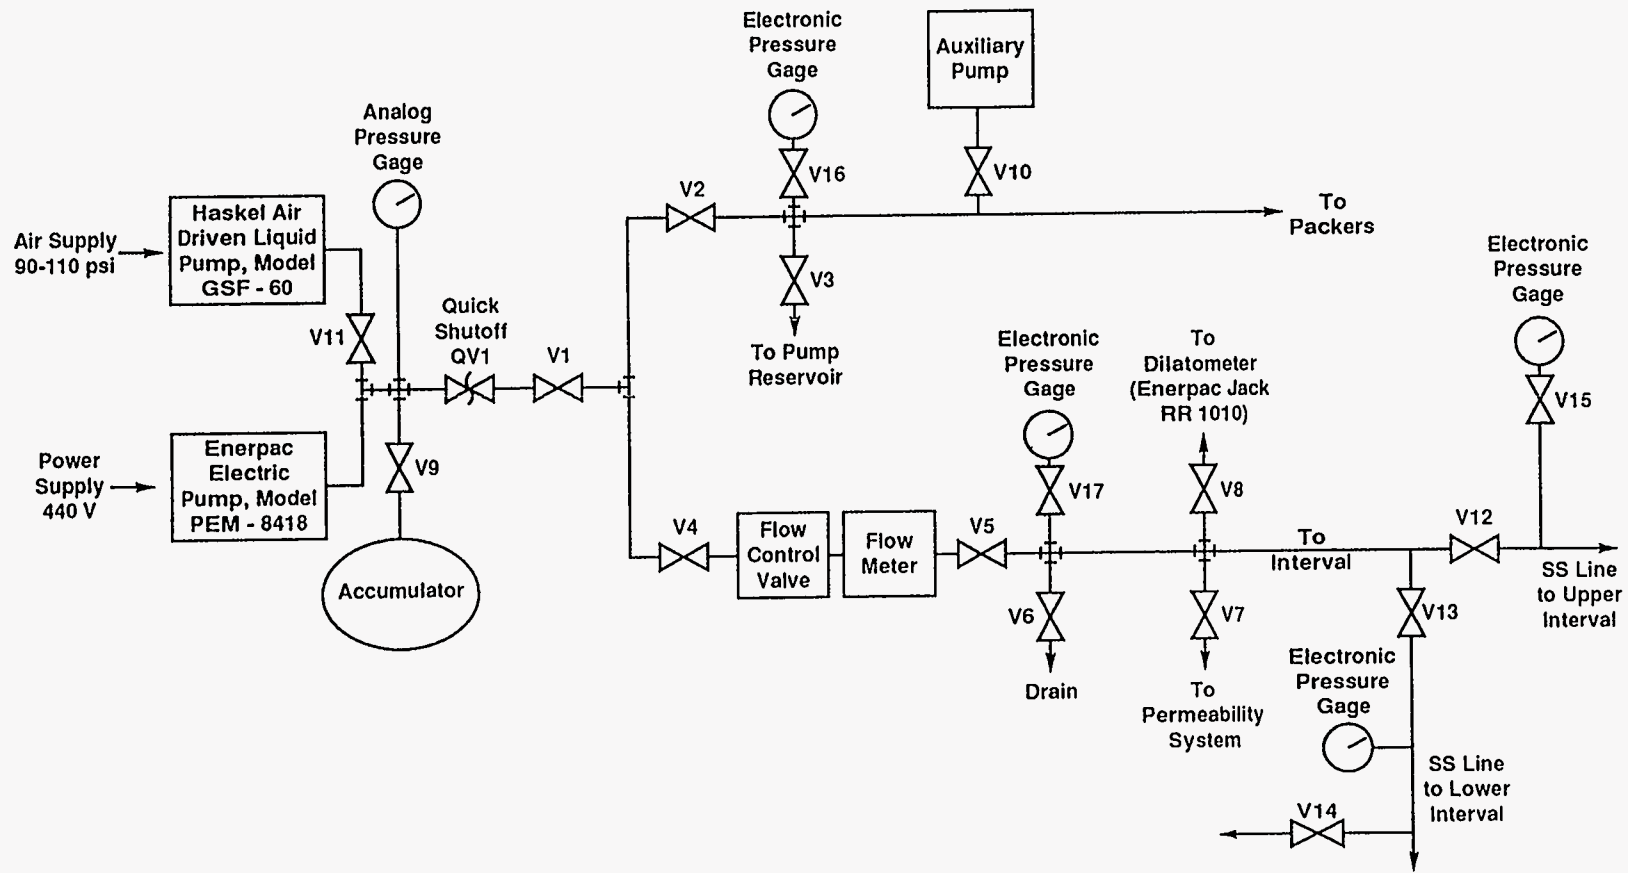 Electronic
Pressure
Gage
Auxiliary
Pump
Analog
Pressure
Gage
V16
V10
V2
To
Packers
Haskel Air
Driven Liquid
Pump, Model
GSF - 60
Air Supply
90-110 psi
V3
Electronic
Pressure
Gage
Quick
Shutoff
QV1
V11
V1
To Pump
Reservoir
Electronic
Pressure
Gage
To
Dilatometer
(Enerpac Jack
RR 1010)
V15
Enerpac
Electric
Pump, Model
PEM - 8418
Power
Supply
440 V
V9
V17
V8
V4
Flow
Control
Valve
Flow
Meter
V5
To
Interval
V12
SS Line
to Upper
Interval
Accumulator
V6
V7
V13
Drain
To
Permeability
System
Electronic
Pressure
Gage
SS Line
to Lower
Interval
V14